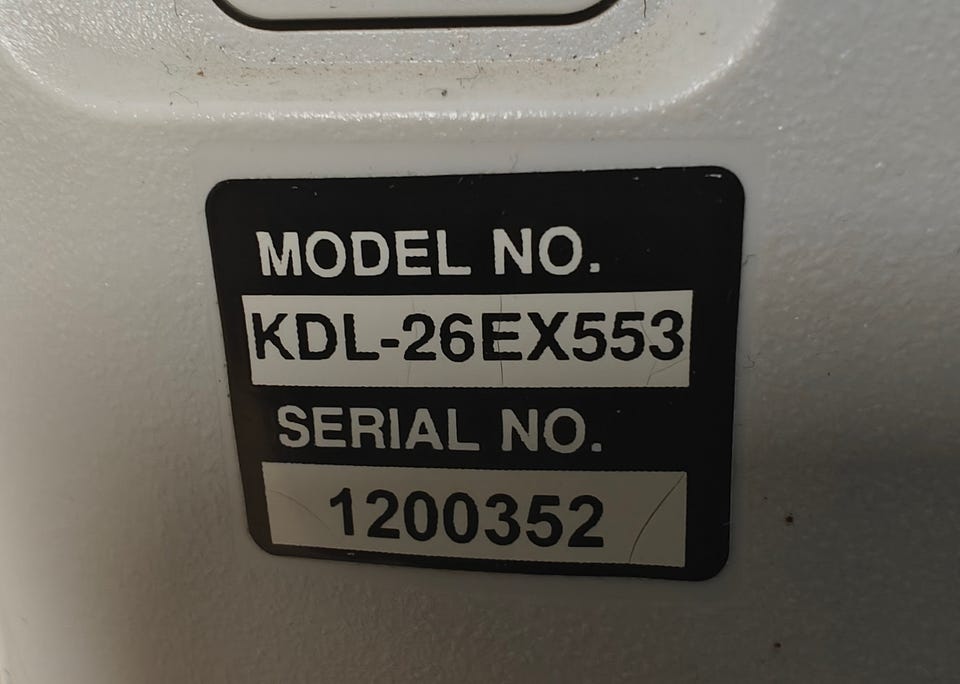 MODEL NO.
KDL-26EX553
SERIAL NO.
1200352